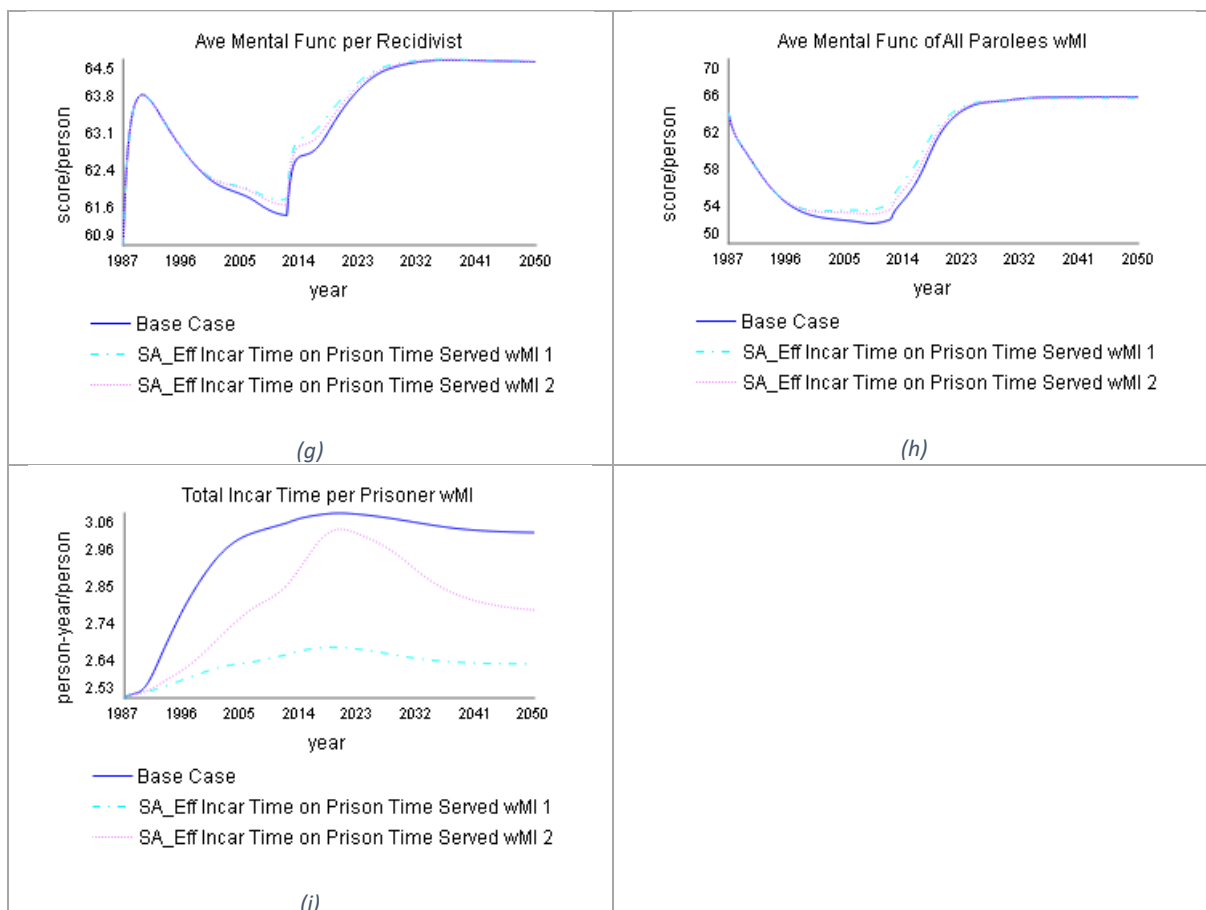 Ave Mental Func per Recidivist
64.5
63.8
63.1
62.4
61.6
60.9
score/person
1987 1996 2005 2014 2023 2032 2041 2050
year
Base Case
SA_Eff Incar Time on Prison Time Served wMI 1
SA_Eff Incar Time on Prison Time Served wMI 2
(g)
Ave Mental Func of All Parolees wMI
70
66
62
58
54
50
score/person
1987 1996 2005 2014 2023 2032 2041 2050
year
Base Case
SA_Eff Incar Time on Prison Time Served wMI 1
SA_Eff Incar Time on Prison Time Served wMI 2
(h)
Total Incar Time per Prisoner wMI
3.06
2.96
2.85
2.74
2.64
2.53
person-year/person
1987 1996 2005 2014 2023 2032 2041 2050
year
Base Case
SA_Eff Incar Time on Prison Time Served wMI 1
SA_Eff Incar Time on Prison Time Served wMI 2
(i)